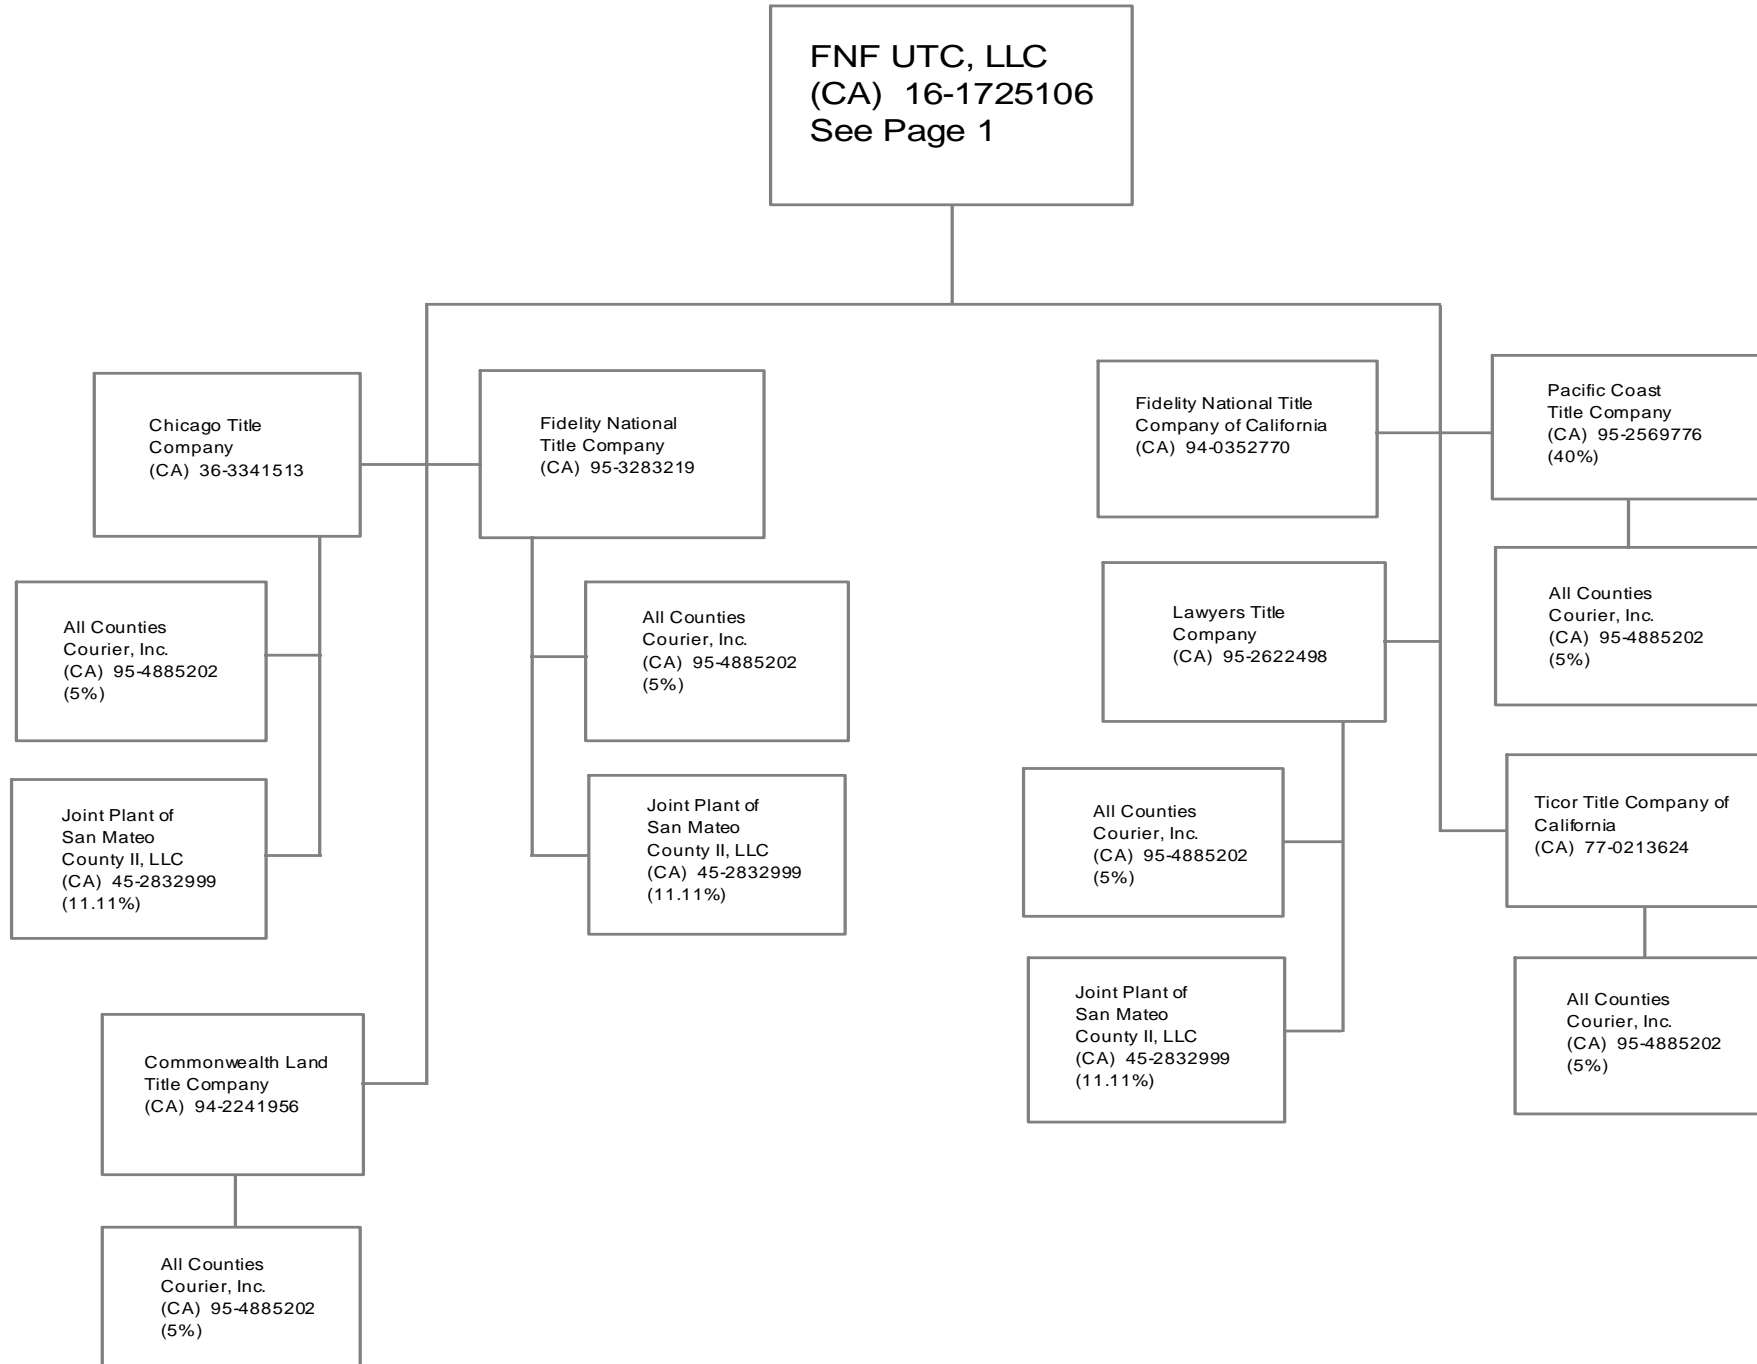 FNF UTC, LLC
(CA) 16-1725106
See Page 1
Chicago Title
Company
(CA) 36-3341513
Fidelity National
Title Company
(CA) 95-3283219
Fidelity National Title
Company of California
(CA) 94-0352770
Pacific Coast
Title Company
(CA) 95-2569776
(40%)
All Counties
Courier, Inc.
(CA) 95-4885202
(5%)
All Counties
Courier, Inc.
(CA) 95-4885202
(5%)
Lawyers Title
Company
(CA) 95-2622498
All Counties
Courier, Inc.
(CA) 95-4885202
(5%)
Joint Plant of
San Mateo
County II, LLC
(CA) 45-2832999
(11.11%)
Joint Plant of
San Mateo
County II, LLC
(CA) 45-2832999
(11.11%)
All Counties
Courier, Inc.
(CA) 95-4885202
(5%)
Ticor Title Company of
California
(CA) 77-0213624
Commonwealth Land
Title Company
(CA) 94-2241956
Joint Plant of
San Mateo
County II, LLC
(CA) 45-2832999
(11.11%)
All Counties
Courier, Inc.
(CA) 95-4885202
(5%)
All Counties
Courier, Inc.
(CA) 95-4885202
(5%)